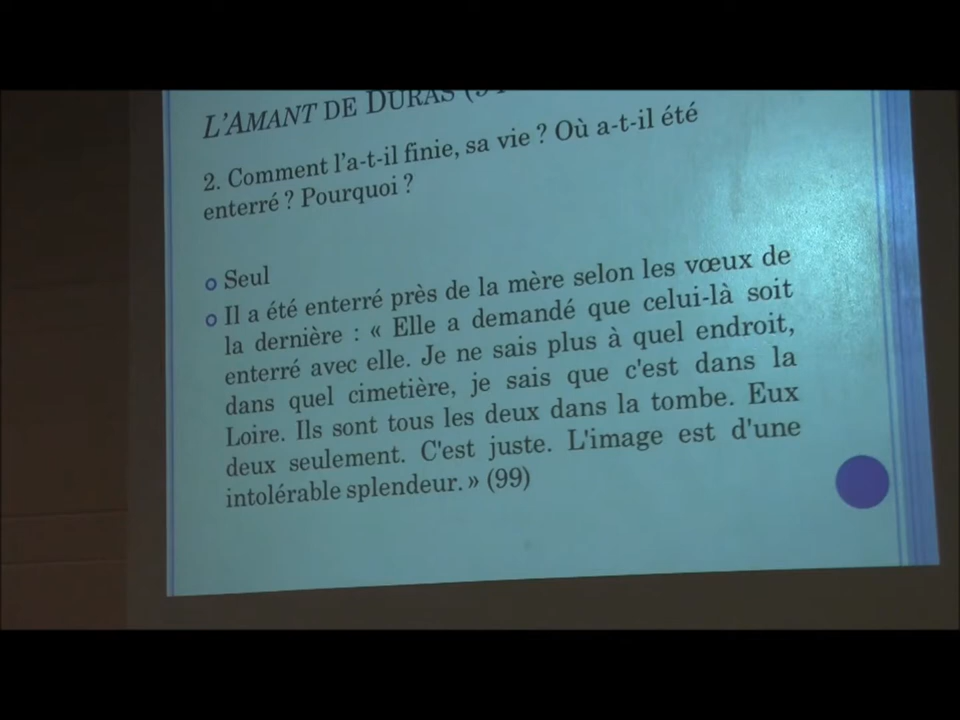 L'AMANT DE DURAS
2. Comment l'a-t-il finie, sa vie ? Où a-t-il été
enterré ? Pourquoi ?
Seul
Il a été enterré près de la mère selon les vœux de
la dernière : « Elle a demandé que celui-là soit
enterré avec elle. Je ne sais plus à quel endroit,
dans quel cimetière, je sais que c'est dans la
Loire. Ils sont tous les deux dans la tombe. Eux
deux seulement. C'est juste. L'image est d'une
intolérable splendeur. » (99)